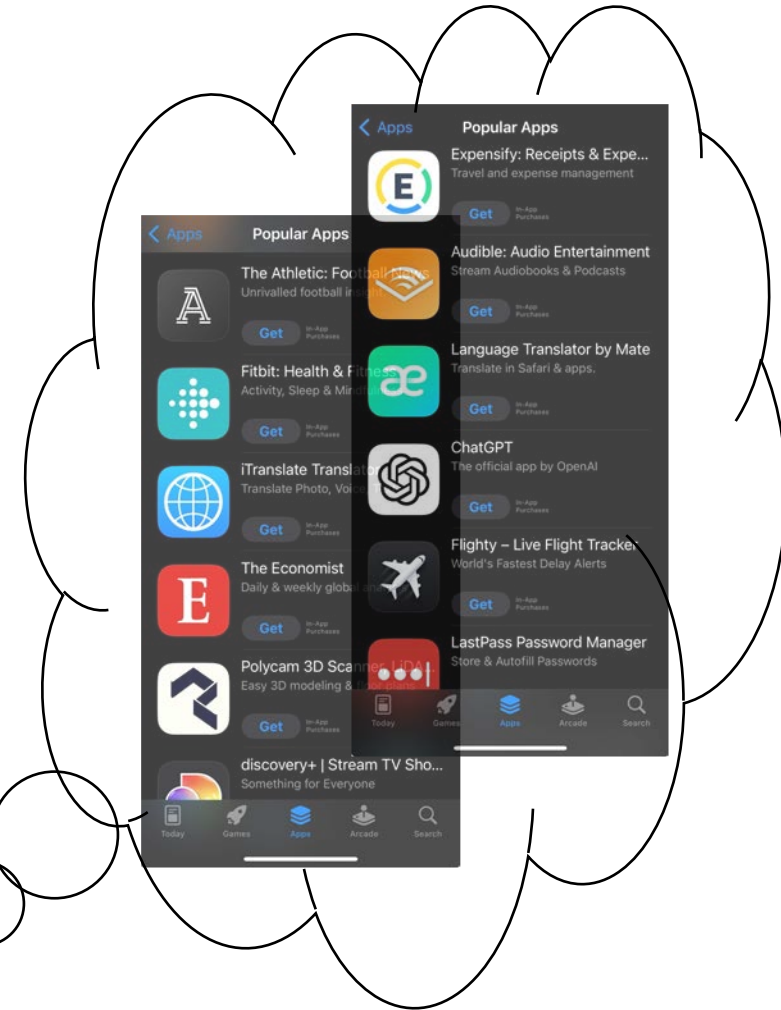 Apps
Popular Apps
Expensify: Receipts & Expe...
Travel and expense management
E
Get
In-App
Purchases
Audible: Audio Entertainment
Stream Audiobooks & Podcasts
Get
In-App
Purchases
Language Translator by Mate
Translate in Safari & apps.
æ
Get
In-App
Purchases
ChatGPT
The official app by OpenAI
Get
In-App
Purchases
Flighty – Live Flight Tracker
World's Fastest Delay Alerts
Get
In-App
Purchases
LastPass Password Manager
Store & Autofill Passwords
Today
Games
Apps
Arcade
Search
Apps
Popular Apps
The Athletic: Football News
Unrivalled football insight
A
Get
In-App
Purchases
Fitbit: Health & Fitness
Activity, Sleep &
Get
In-App
Purchases
iTranslate Translator
Translate Photo, Voice
Get
In-App
Purchases
The Economist
Daily & weekly global
E
Get
In-App
Purchases
Polycam 3D Scanner, LiDA...
Easy 3D modeling & floor plans
Get
In-App
Purchases
discovery+ | Stream TV Sho...
Something for Everyone
Today
Games
Apps
Arcade
Search